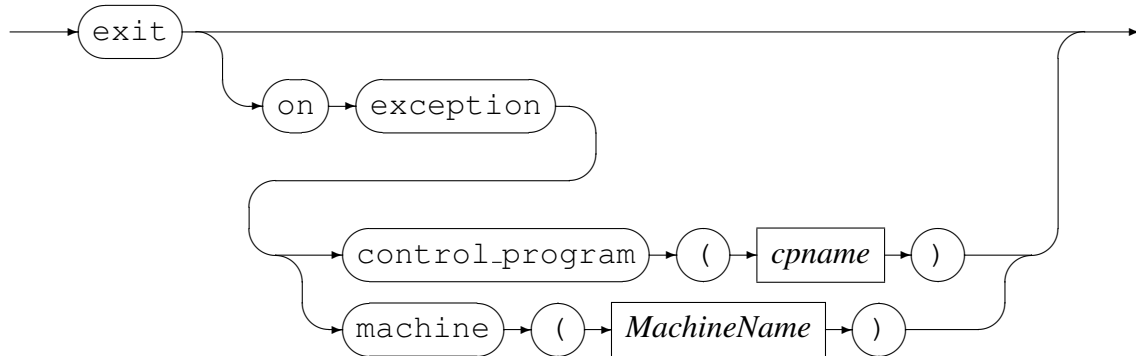 exit
on exception
control_program ( cpname )
machine ( MachineName )